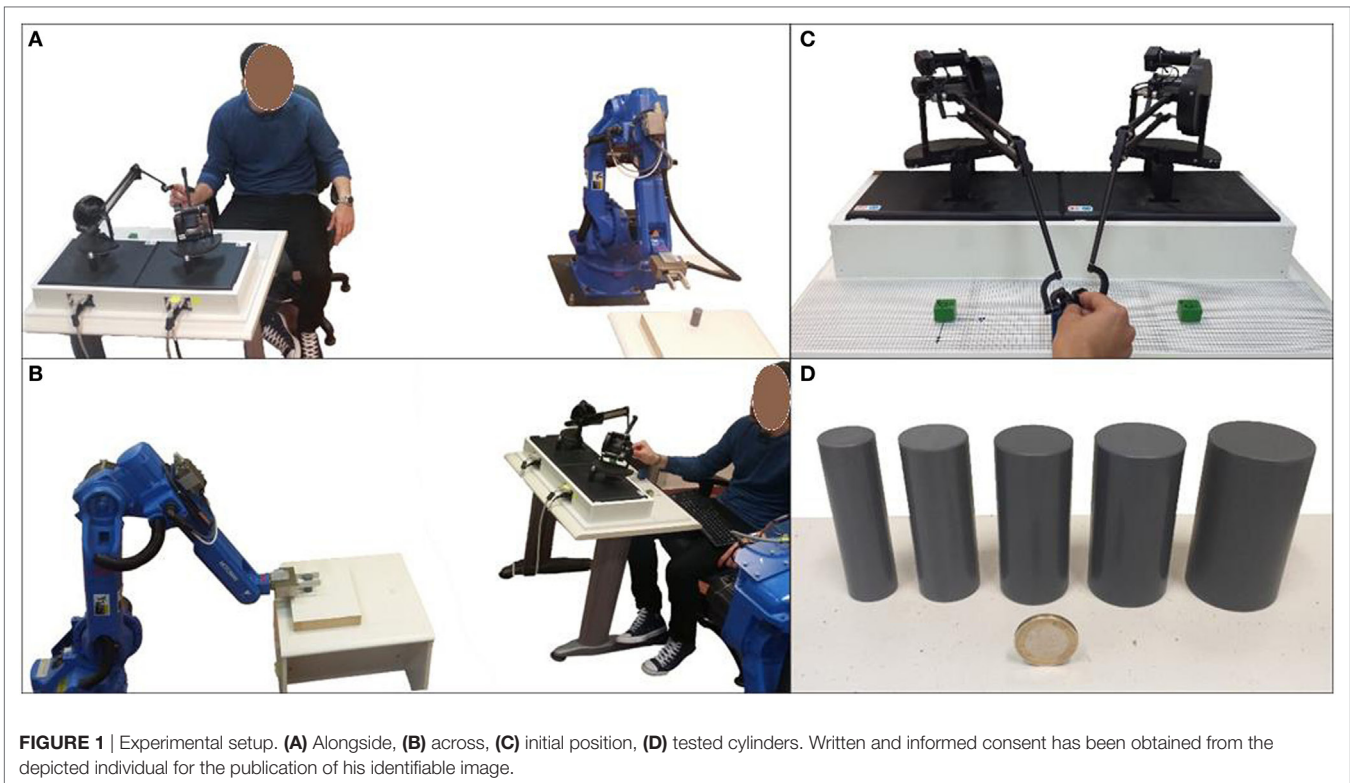 A
B
C
D
FIGURE 1 | Experimental setup. (A) Alongside, (B) across, (C) initial position, (D) tested cylinders. Written and informed consent has been obtained from the
depicted individual for the publication of his identifiable image.